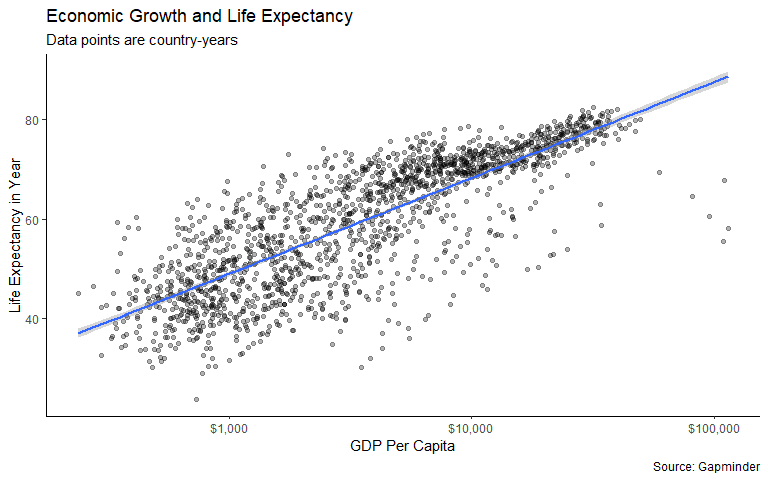 Economic Growth and Life Expectancy
Data points are country-years
Life Expectancy in Year
80
60
40
$1,000
$10,000
$100,000
GDP Per Capita
Source: Gapminder